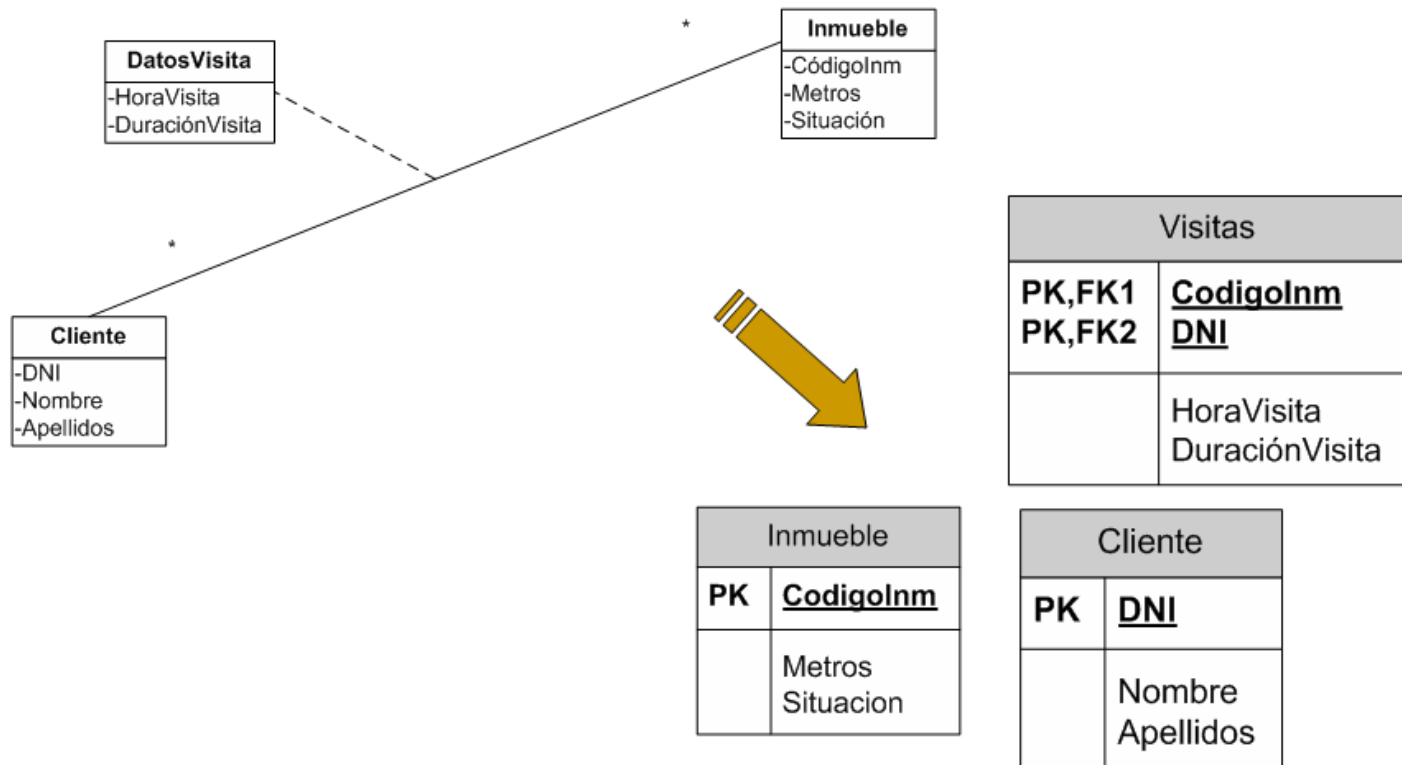 *
Inmueble
-CódigoInm
-Metros
-Situación
DatosVisita
-HoraVisita
-DuraciónVisita
*
Cliente
-DNI
-Nombre
-Apellidos
Visitas
PK,FK1 CodigoInm
PK,FK2 DNI
HoraVisita
DuraciónVisita
Inmueble
PK CodigoInm
Metros
Situacion
Cliente
PK DNI
Nombre
Apellidos